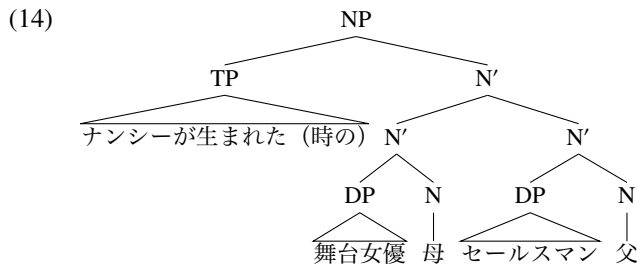 (14) NP
TP N′
ナンシーが生まれた（時の） N′ N′
DP N DP N
舞台女優 母 セールスマン 父